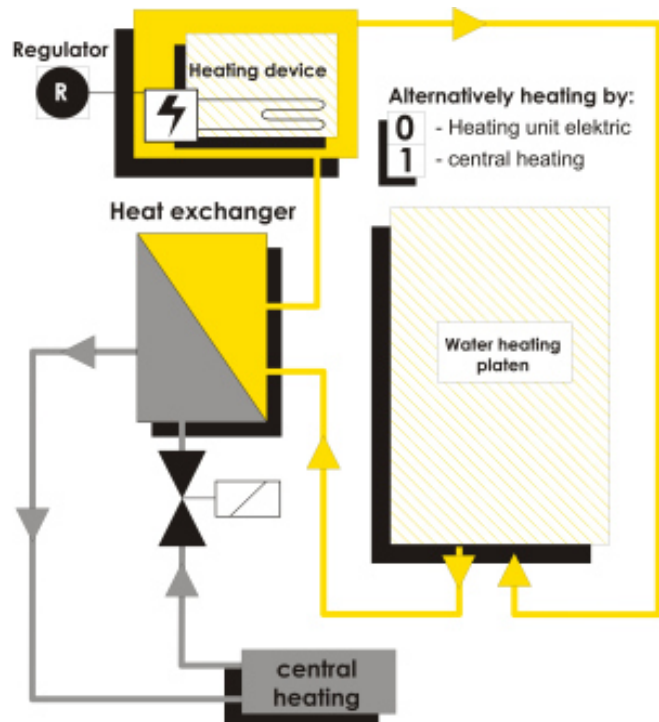 Regulator
R
Heating device
Alternatively heating by:
0 - Heating unit elektric
1 - central heating
Heat exchanger
Water heating
platen
central
heating